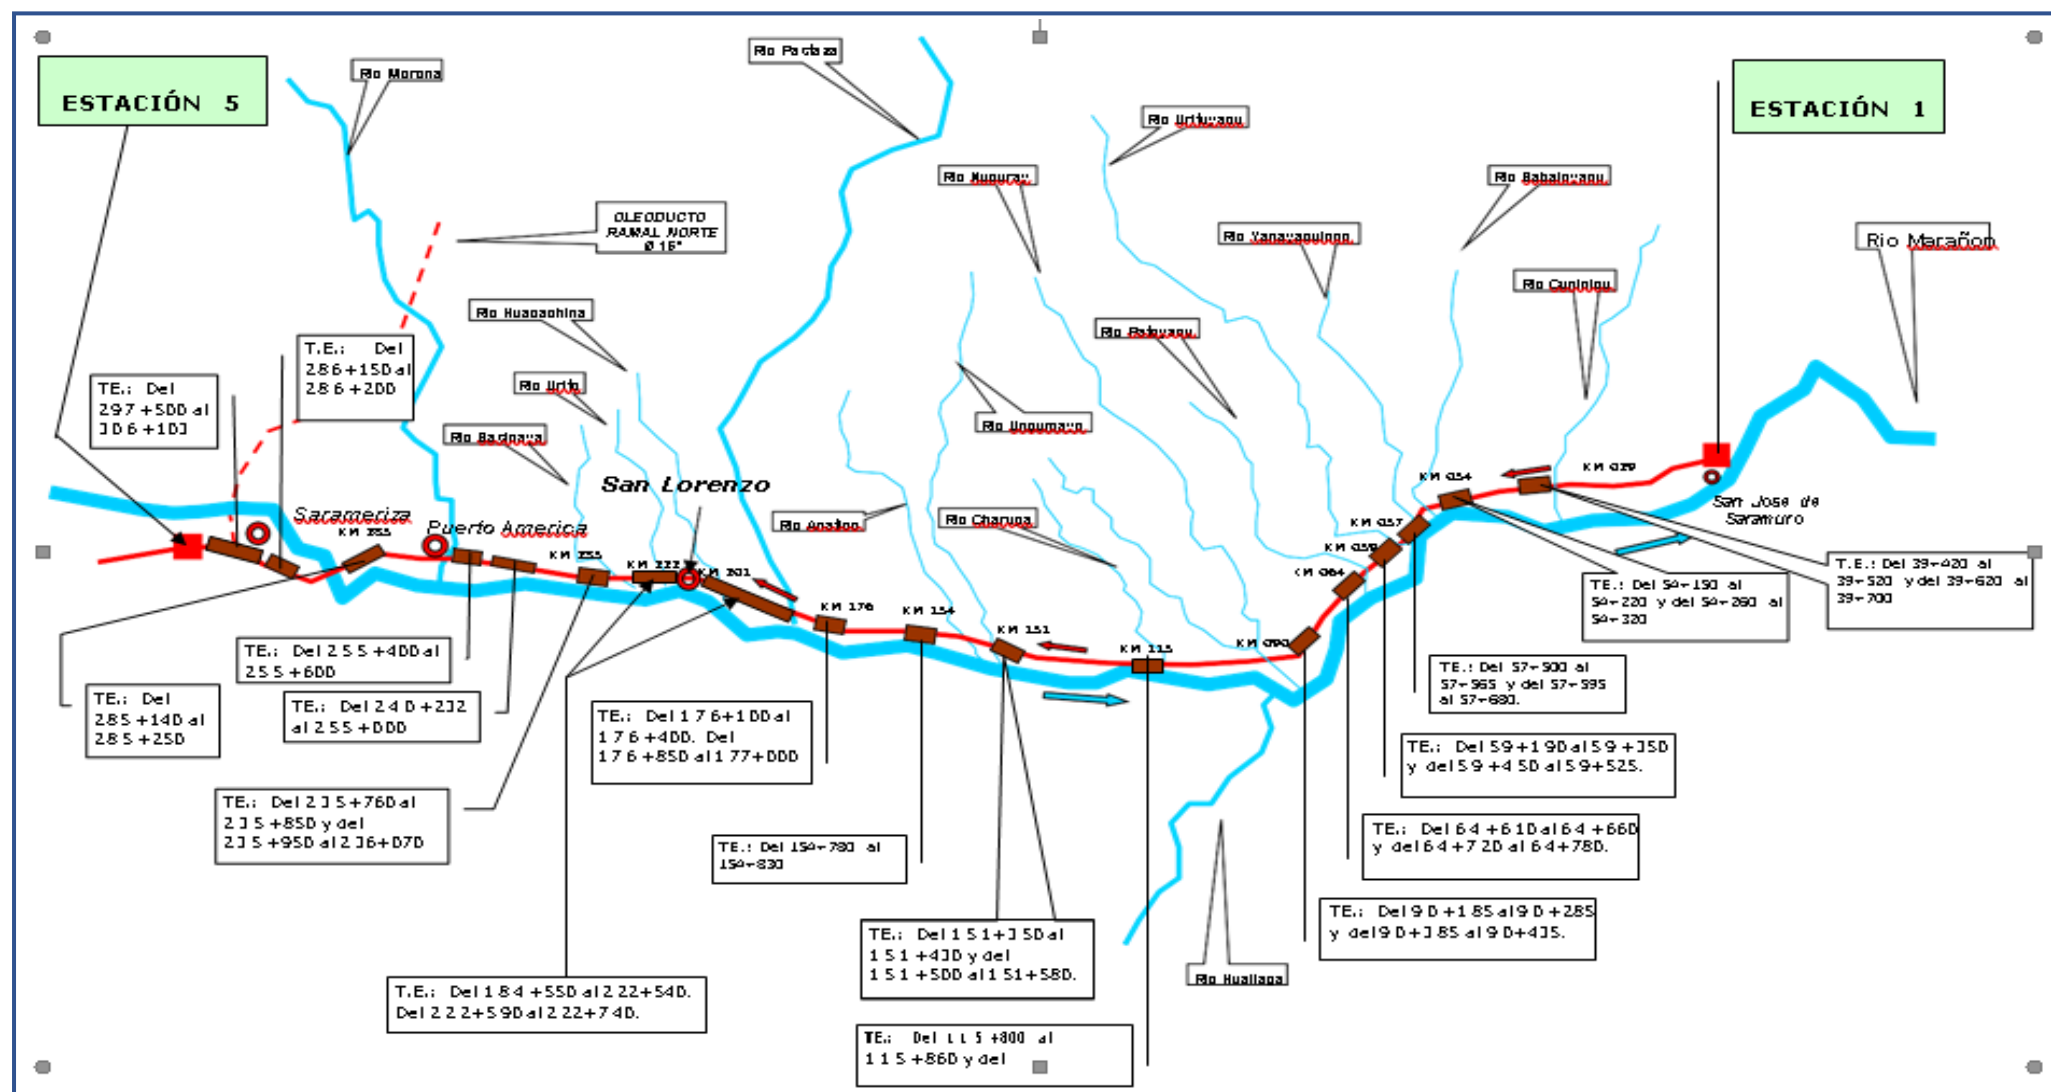 ESTACIÓN 5
Rio Morona
Rio Pastaza
ESTACIÓN 1
Rio Urituyacu
Rio Nucuray
Rio
OLEODUCTO
RAMAL NORTE
Ø 16"
Rio
Rio Marañon
Rio
Rio Huacachina
Rio
T.E.: Del
286+150 al
286+200
TE.: Del
297+500 al
306+103
Rio Urito
Rio
Rio
San Lorenzo
Rio
Rio
KM 054
KM 029
San Jose de
Saramuro
Sarameriza
Puerto America
KM 285
KM 235
KM 222
KM 201
KM 176
KM 154
KM 151
KM 115
KM 090
KM 064
KM 059
KM 057
T.E.: Del 39+420 al
39+520 y del 39+620 al
39+700
TE.: Del 54+150 al
54+220 y del 54+260 al
54+320
TE.: Del 255+400 al
255+600
TE.: Del 57+500 al
57+565 y del 57+595
al 57+680.
TE.: Del
285+140 al
285+250
TE.: Del 240+232
al 255+000
TE.: Del 176+100 al
176+400. Del
176+850 al 177+000
TE.: Del 59+190 al 59+350
y del 59+450 al 59+525.
TE.: Del 235+760 al
235+850 y del
235+950 al 236+070
TE.: Del 154+780 al
154+830
TE.: Del 64+610 al 64+660
y del 64+720 al 64+780.
TE.: Del 90+185 al 90+285
y del 90+385 al 90+435.
TE.: Del 151+350 al
151+430 y del
151+500 al 151+580.
Rio Huallaga
T.E.: Del 184+550 al 222+540.
Del 222+590 al 222+740.
TE.: Del 115+800 al
115+860 y del